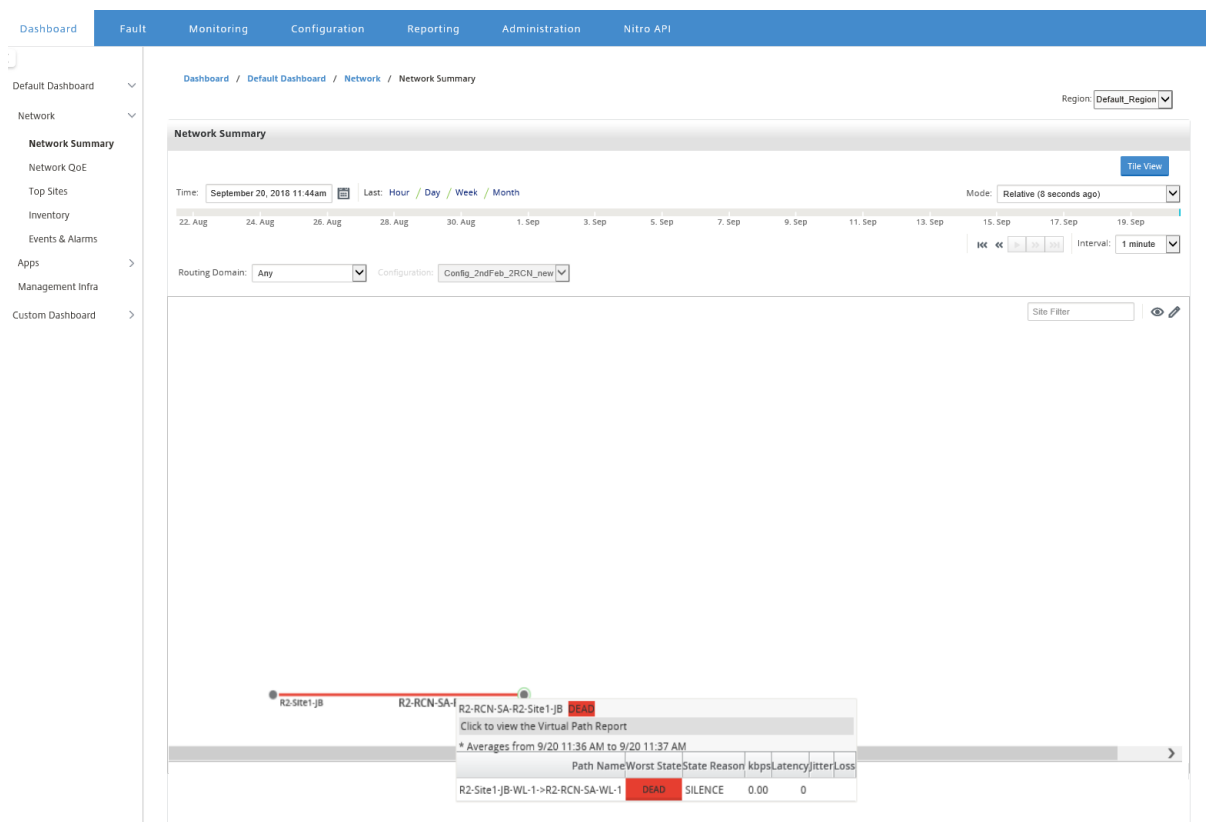 Dashboard Fault Monitoring Configuration Reporting Administration Nitro API
Default Dashboard
Network
Network Summary
Network QoE
Top Sites
Inventory
Events & Alarms
Apps
Management Infra
Custom Dashboard
Dashboard / Default Dashboard / Network / Network Summary
Region: Default_Region
Network Summary
Tile View
Time: September 20, 2018 11:44am Last: Hour / Day / Week / Month
Mode: Relative (8 seconds ago)
22. Aug 24. Aug 26. Aug 28. Aug 30. Aug 1. Sep 3. Sep 5. Sep 7. Sep 9. Sep 11. Sep 13. Sep 15. Sep 17. Sep 19. Sep
Interval: 1 minute
Routing Domain: Any Configuration: Config_2ndFeb_2RCN_new
Site Filter
R2-Site1-JB
R2-RCN-SA-
R2-RCN-SA-R2-Site1-JB DEAD
Click to view the Virtual Path Report
* Averages from 9/20 11:36 AM to 9/20 11:37 AM
Path Name Worst State State Reason kbps Latency Jitter Loss
R2-Site1-JB-WL-1->R2-RCN-SA-WL-1 DEAD SILENCE 0.00 0